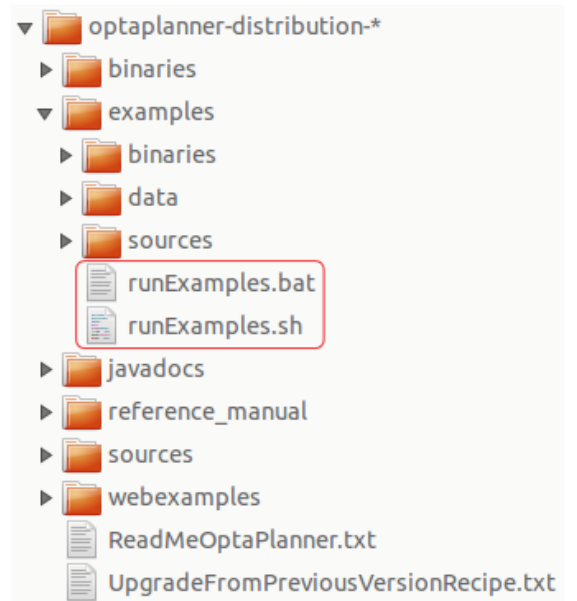 optaplanner-distribution-*
binaries
examples
binaries
data
sources
runExamples.bat
runExamples.sh
javadocs
reference_manual
sources
webexamples
ReadMeOptaPlanner.txt
UpgradeFromPreviousVersionRecipe.txt